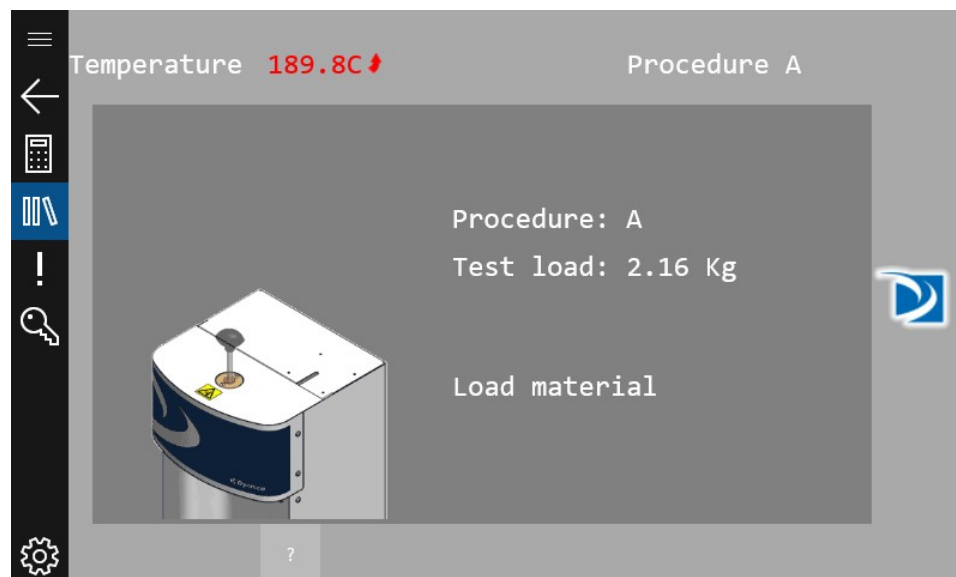 Temperature 189.8C
Procedure A
Procedure: A
Test load: 2.16 Kg
Load material
?